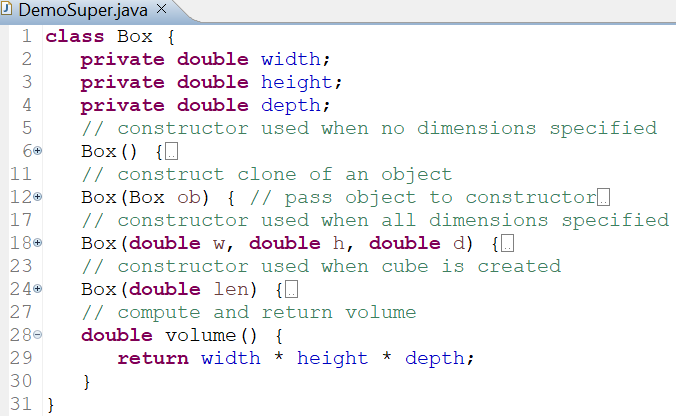 DemoSuper.java
1 class Box {
2 private double width;
3 private double height;
4 private double depth;
5 // constructor used when no dimensions specified
6 Box() {..
11 // construct clone of an object
12 Box(Box ob) { // pass object to constructor..
17 // constructor used when all dimensions specified
18 Box(double w, double h, double d) {..
23 // constructor used when cube is created
24 Box(double len) {..
27 // compute and return volume
28 double volume() {
29 return width * height * depth;
30 }
31 }